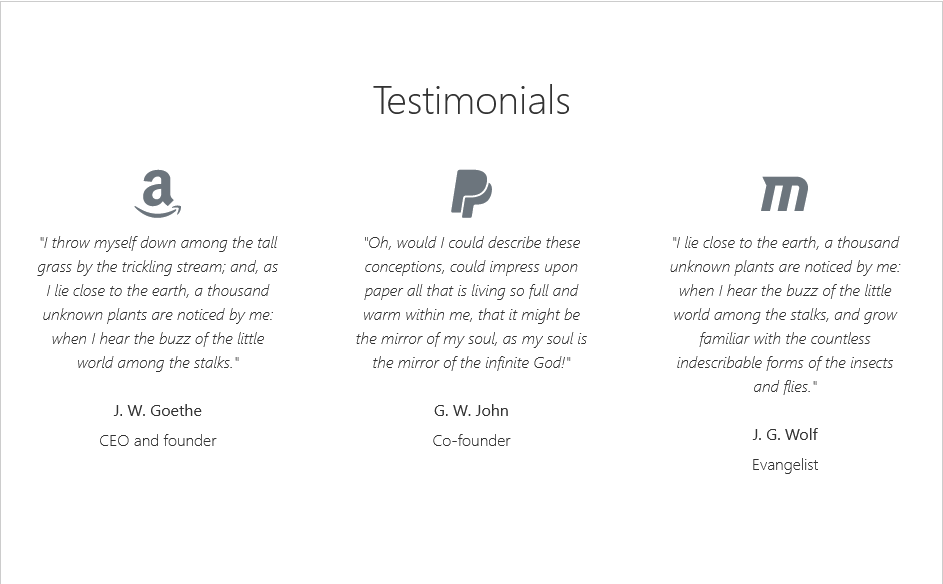 Testimonials
"I throw myself down among the tall
grass by the trickling stream; and, as
I lie close to the earth, a thousand
unknown plants are noticed by me:
when I hear the buzz of the little
world among the stalks."
J. W. Goethe
CEO and founder
"Oh, would I could describe these
conceptions, could impress upon
paper all that is living so full and
warm within me, that it might be
the mirror of my soul, as my soul is
the mirror of the infinite God!"
G. W. John
Co-founder
"I lie close to the earth, a thousand
unknown plants are noticed by me:
when I hear the buzz of the little
world among the stalks, and grow
familiar with the countless
indescribable forms of the insects
and flies."
J. G. Wolf
Evangelist